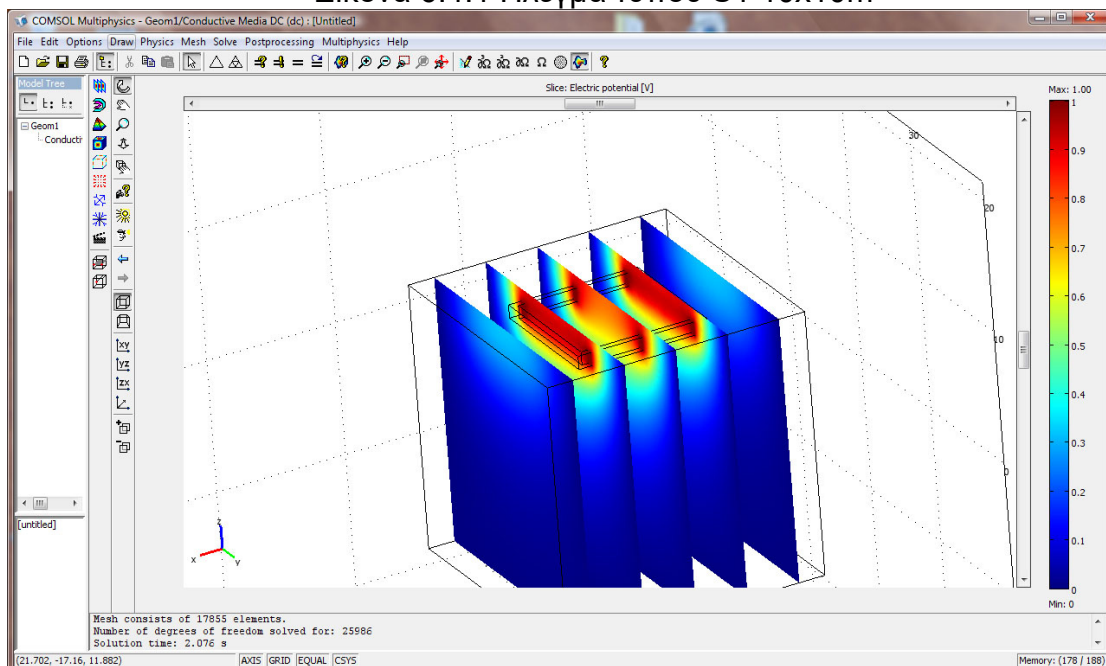 COMSOL Multiphysics - Geom1/Conductive Media DC (dc) : [Untitled]
File Edit Options Draw Physics Mesh Solve Postprocessing Multiphysics Help
Model Tree
Geom1
Conducti
[untitled]
Slice: Electric potential [V]
Max: 1.00
1
0.9
0.8
0.7
0.6
0.5
0.4
0.3
0.2
0.1
0
Min: 0
30
20
10
0
z
x
y
Mesh consists of 17855 elements.
Number of degrees of freedom solved for: 25986
Solution time: 2.076 s
(21.702, -17.16, 11.882) AXIS GRID EQUAL CSYS Memory: (178 / 188)